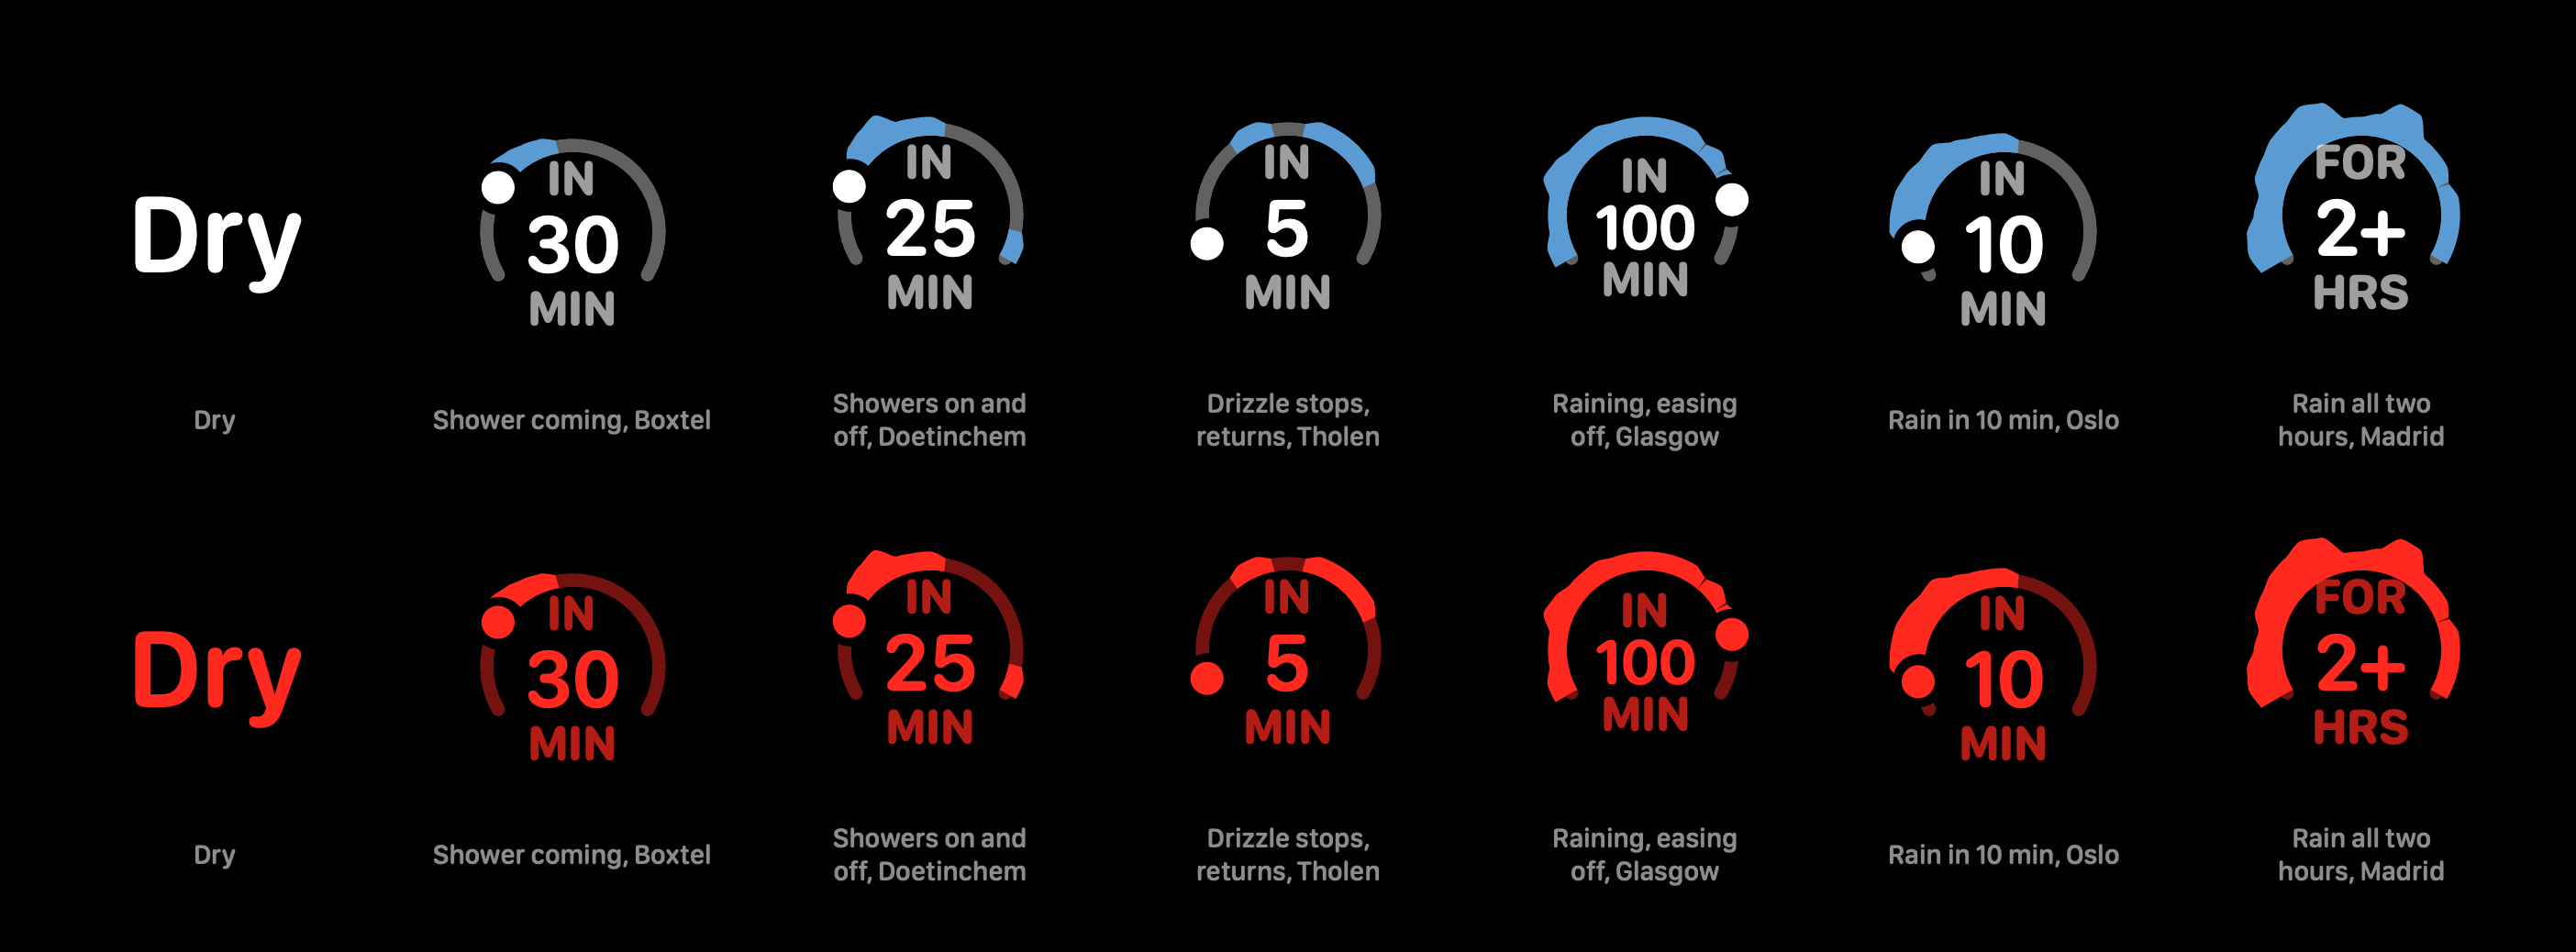 Dry
IN
30
MIN
IN
25
MIN
IN
5
MIN
IN
100
MIN
IN
10
MIN
FOR
2+
HRS
Dry
Shower coming, Boxtel
Showers on and
off, Doetinchem
Drizzle stops,
returns, Tholen
Raining, easing
off, Glasgow
Rain in 10 min, Oslo
Rain all two
hours, Madrid
Dry
IN
30
MIN
IN
25
MIN
IN
5
MIN
IN
100
MIN
IN
10
MIN
FOR
2+
HRS
Dry
Shower coming, Boxtel
Showers on and
off, Doetinchem
Drizzle stops,
returns, Tholen
Raining, easing
off, Glasgow
Rain in 10 min, Oslo
Rain all two
hours, Madrid